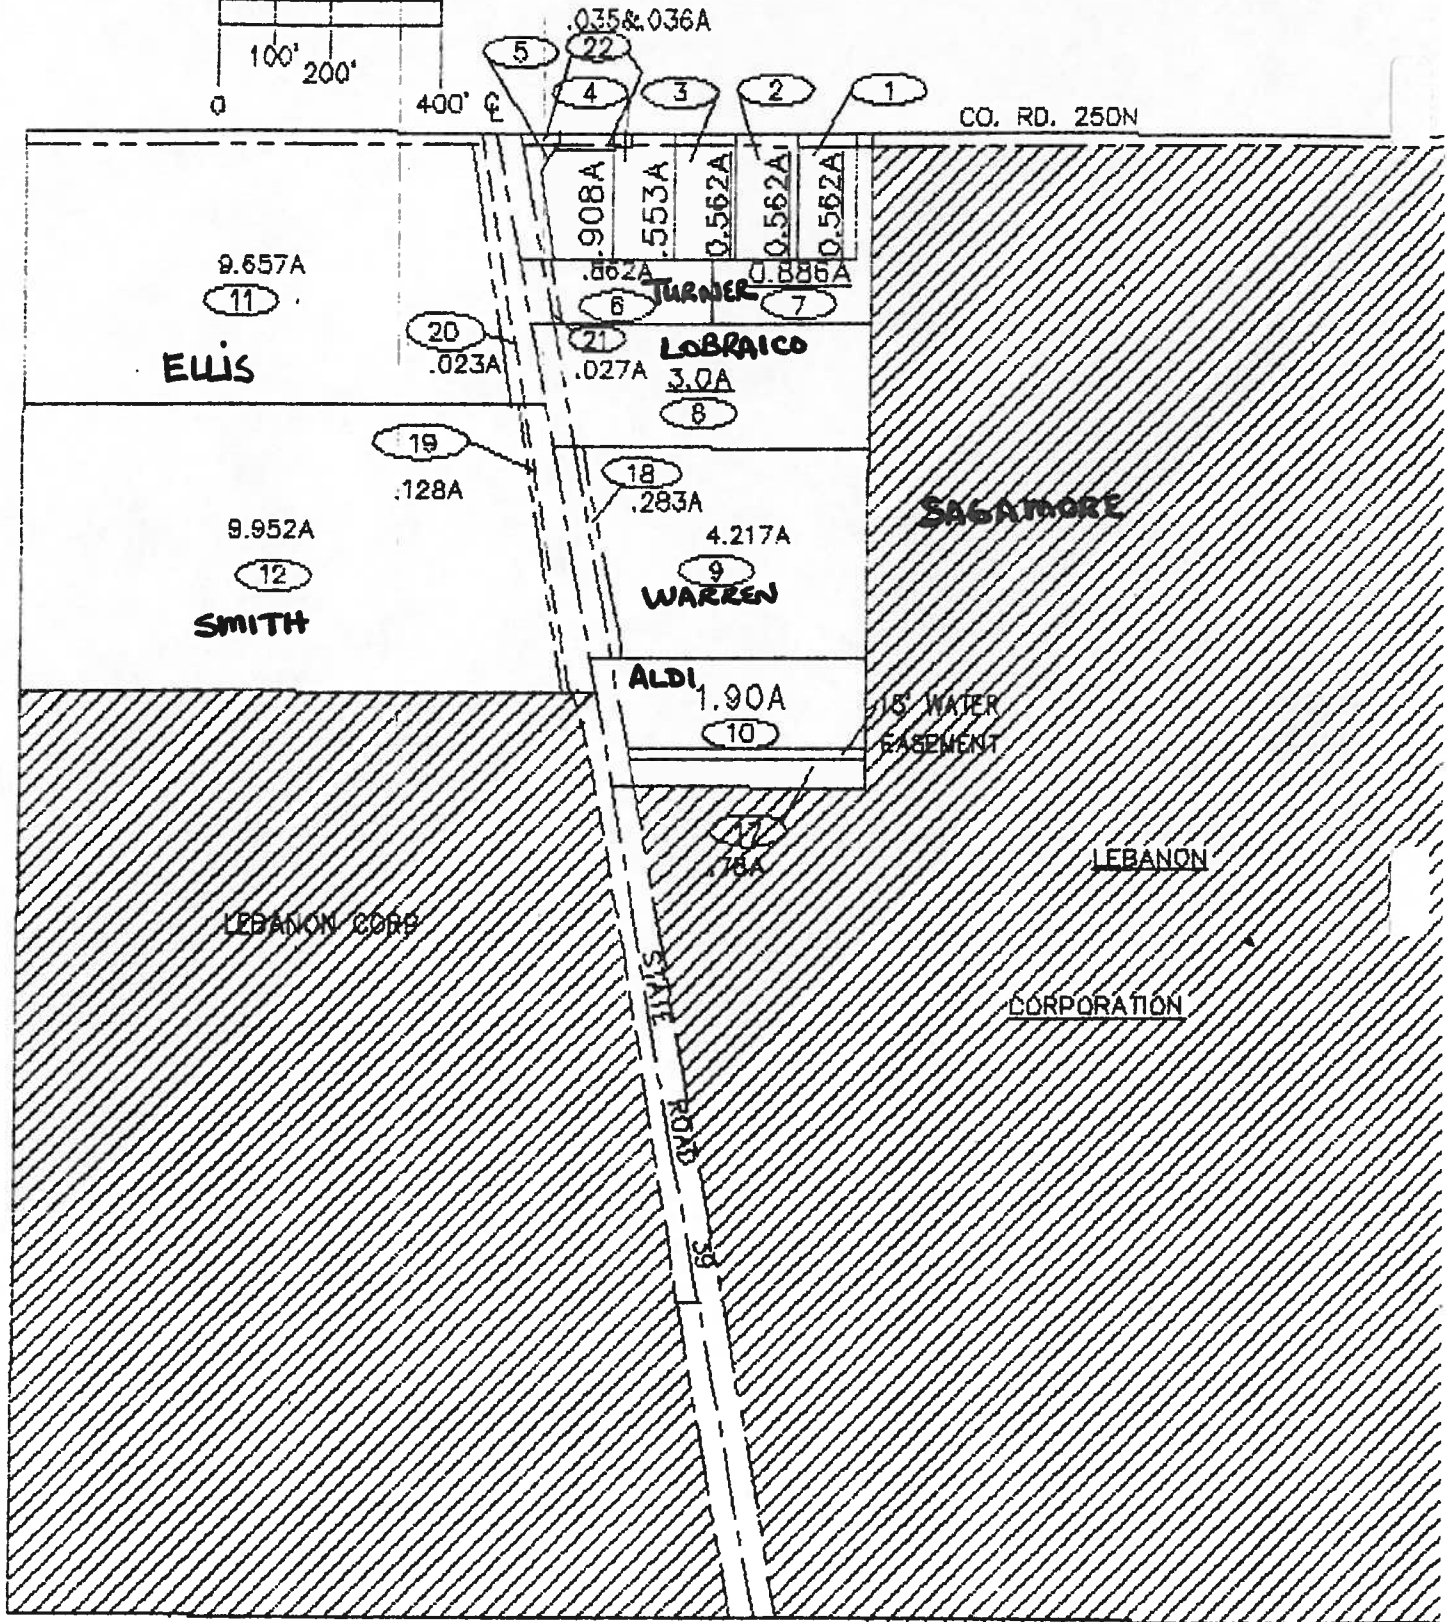 .035&.036A
5
22
100'
200'
0
400'
℄
4
3
2
1
CO. RD. 250N
.908A
.553A
0.562A
0.562A
0.562A
9.657A
11
ELLIS
.862A
0.886A
TURNER
6
7
20
.023A
21
.027A
LOBRAICO
3.0A
8
19
.128A
18
.283A
SAGAMORE
9.952A
12
SMITH
4.217A
9
WARREN
ALDI
1.90A
10
15' WATER
EASEMENT
17
.78A
LEBANON
LEBANON CORP
CORPORATION
STATE ROAD 39